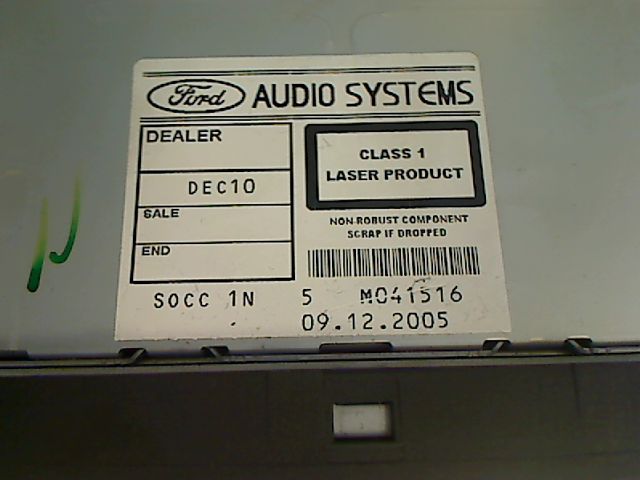 Ford AUDIO SYSTEMS
DEALER
DEC10
SALE
END
CLASS 1
LASER PRODUCT
NON-ROBUST COMPONENT
SCRAP IF DROPPED
SOCC 1N 5 M041516
09.12.2005